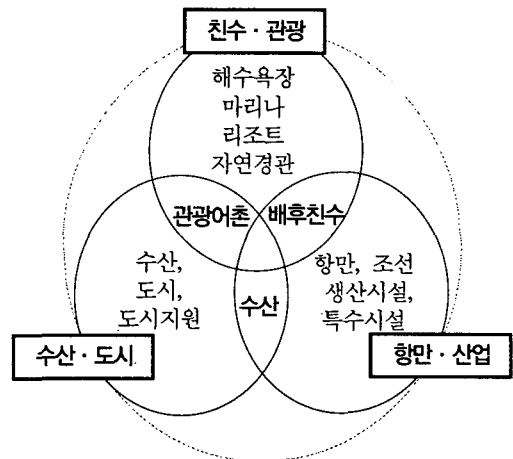 친수 · 관광
해수욕장
마리나
리조트
자연경관
관광어촌
배후친수
수산,
도시,
도시지원
수산
항만, 조선
생산시설,
특수시설
수산 · 도시
항만 · 산업